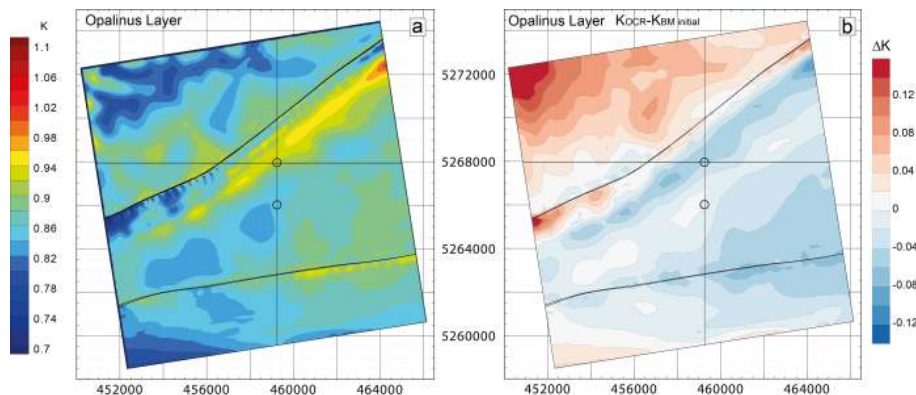 Opalinus Layer
a
K
1.1
1.06
1.02
0.98
0.94
0.9
0.86
0.82
0.78
0.74
0.7
452000 456000 460000 464000
5272000
5268000
5264000
5260000
Opalinus Layer KOCR-KBM initial
b
452000 456000 460000 464000
ΔK
0.12
0.08
0.04
0
-0.04
-0.08
-0.12